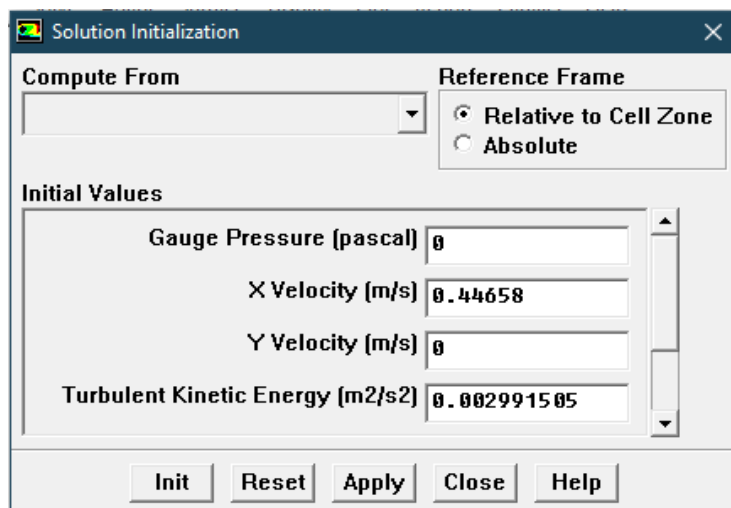 Solution Initialization
Compute From
Reference Frame
Relative to Cell Zone
Absolute
Initial Values
Gauge Pressure (pascal) 0
X Velocity (m/s) 0.44658
Y Velocity (m/s) 0
Turbulent Kinetic Energy (m2/s2) 0.002991505
Init Reset Apply Close Help